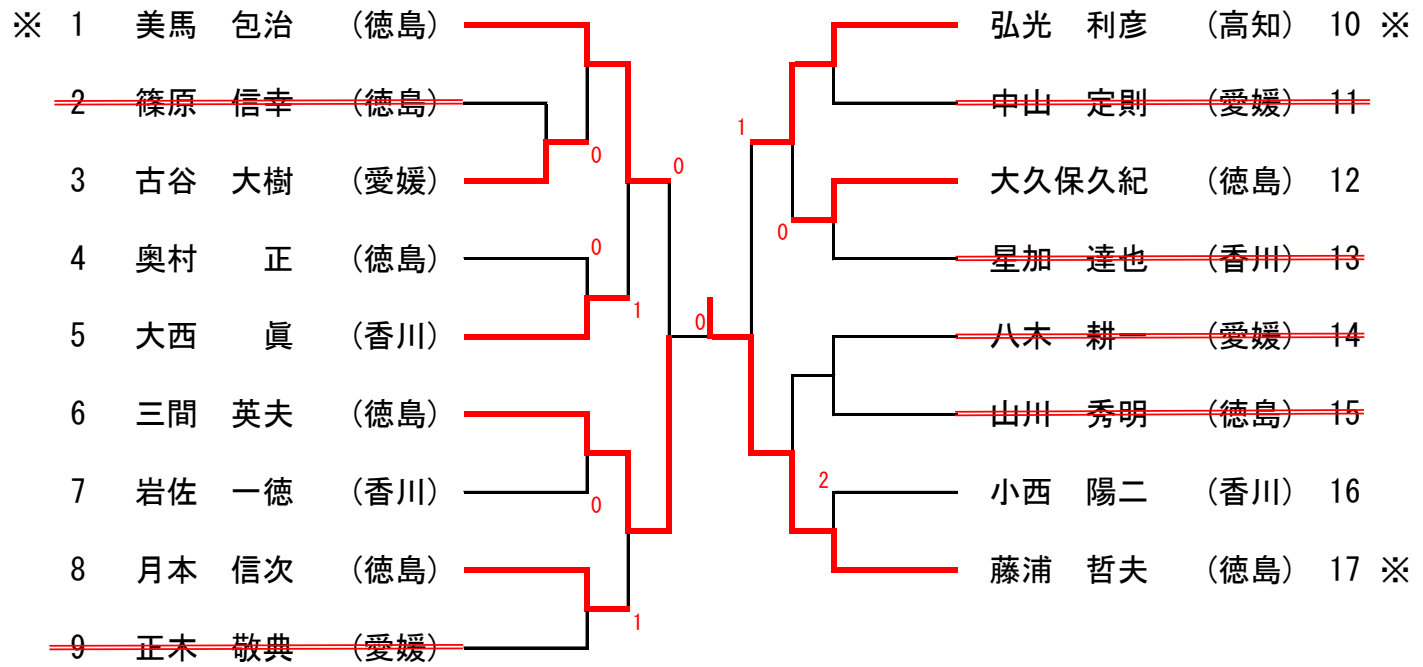 ※ 1 美馬 包治 (徳島)
2 篠原 信幸 (徳島)
0
3 古谷 大樹 (愛媛)
0
4 奥村 正 (徳島)
0
1
5 大西 眞 (香川)
6 三間 英夫 (徳島)
7 岩佐 一徳 (香川)
0
8 月本 信次 (徳島)
1
9 正木 敬典 (愛媛)
0
弘光 利彦 (高知) 10 ※
中山 定則 (愛媛) 11
1
大久保久紀 (徳島) 12
0
星加 達也 (香川) 13
八木 耕一 (愛媛) 14
山川 秀明 (徳島) 15
2
小西 陽二 (香川) 16
藤浦 哲夫 (徳島) 17 ※